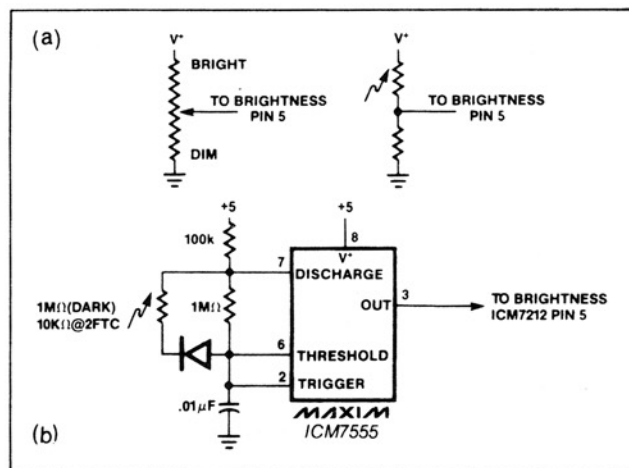 (a)
V+
BRIGHT
TO BRIGHTNESS
PIN 5
DIM
V+
TO BRIGHTNESS
PIN 5
+5
100k
+5
8
V+
7
DISCHARGE
1MΩ(DARK)
10KΩ@2FTC
1MΩ
OUT
3
TO BRIGHTNESS
ICM7212 PIN 5
6
THRESHOLD
2
TRIGGER
.01μF
MAXIM
ICM7555
(b)